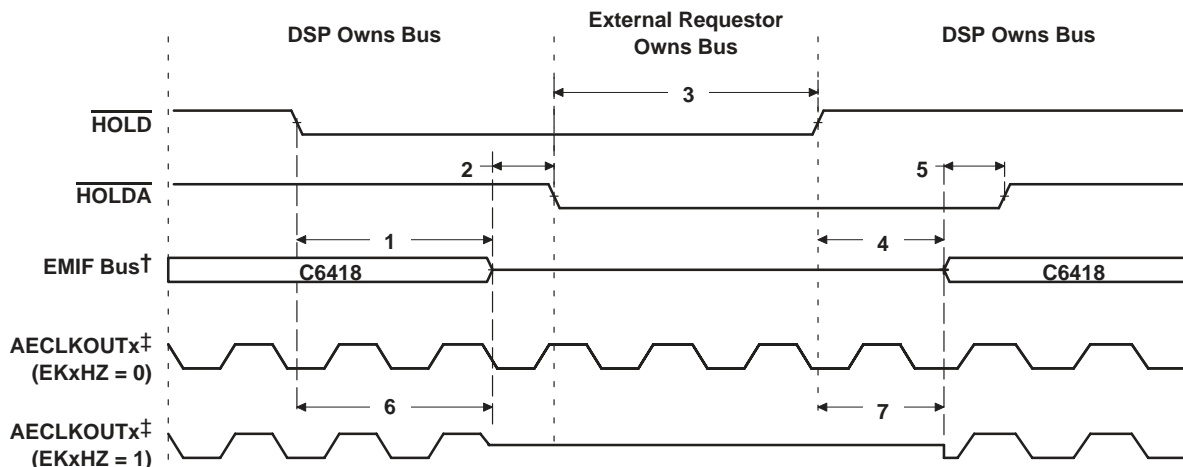 DSP Owns Bus
External Requestor
Owns Bus
DSP Owns Bus
3
HOLD
2
5
HOLDA
1
4
EMIF Bus†
C6418
C6418
AECLKOUTx‡
(EKxHZ = 0)
6
7
AECLKOUTx‡
(EKxHZ = 1)